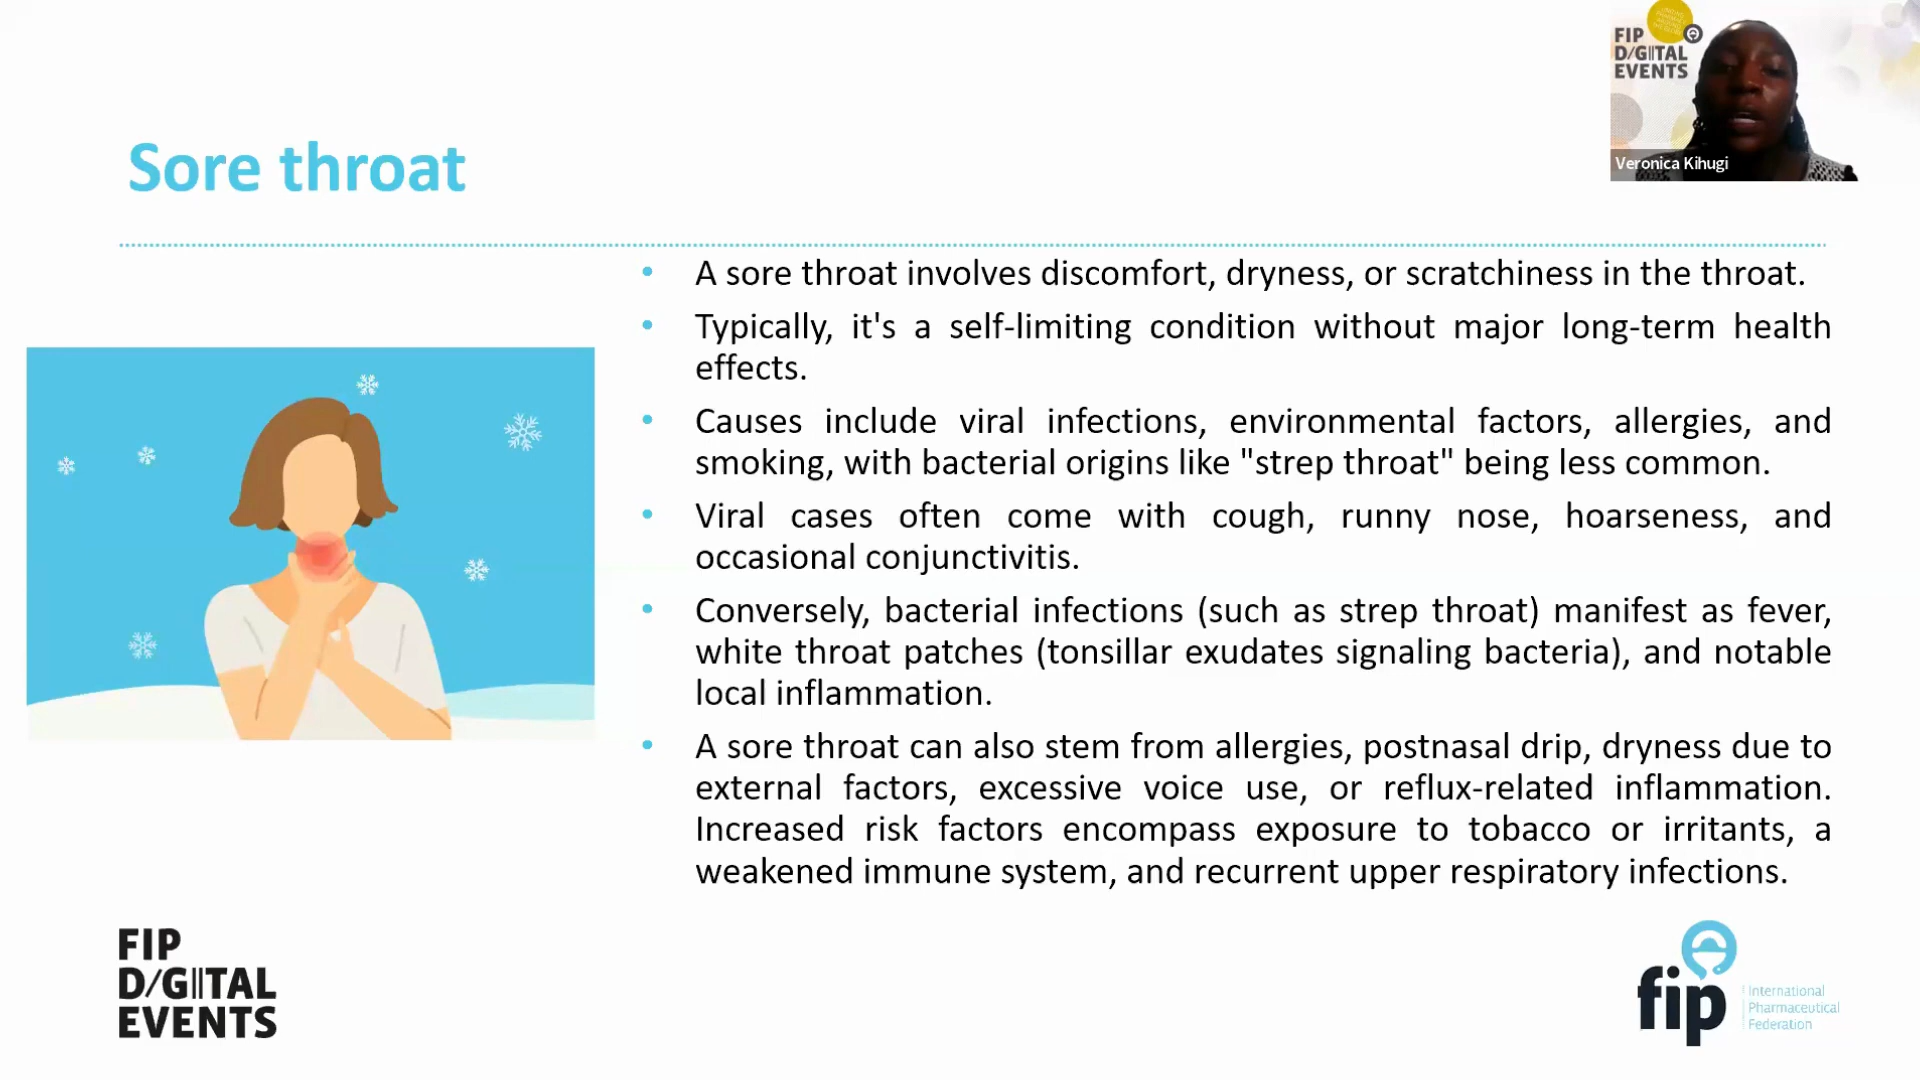 FIP
D/GITAL
EVENTS
Veronica Kihugi
Sore throat
• A sore throat involves discomfort, dryness, or scratchiness in the throat.
• Typically, it's a self-limiting condition without major long-term health
effects.
• Causes include viral infections, environmental factors, allergies, and
smoking, with bacterial origins like "strep throat" being less common.
• Viral cases often come with cough, runny nose, hoarseness, and
occasional conjunctivitis.
• Conversely, bacterial infections (such as strep throat) manifest as fever,
white throat patches (tonsillar exudates signaling bacteria), and notable
local inflammation.
• A sore throat can also stem from allergies, postnasal drip, dryness due to
external factors, excessive voice use, or reflux-related inflammation.
Increased risk factors encompass exposure to tobacco or irritants, a
weakened immune system, and recurrent upper respiratory infections.
FIP
D/GITAL
EVENTS
fip
International
Pharmaceutical
Federation